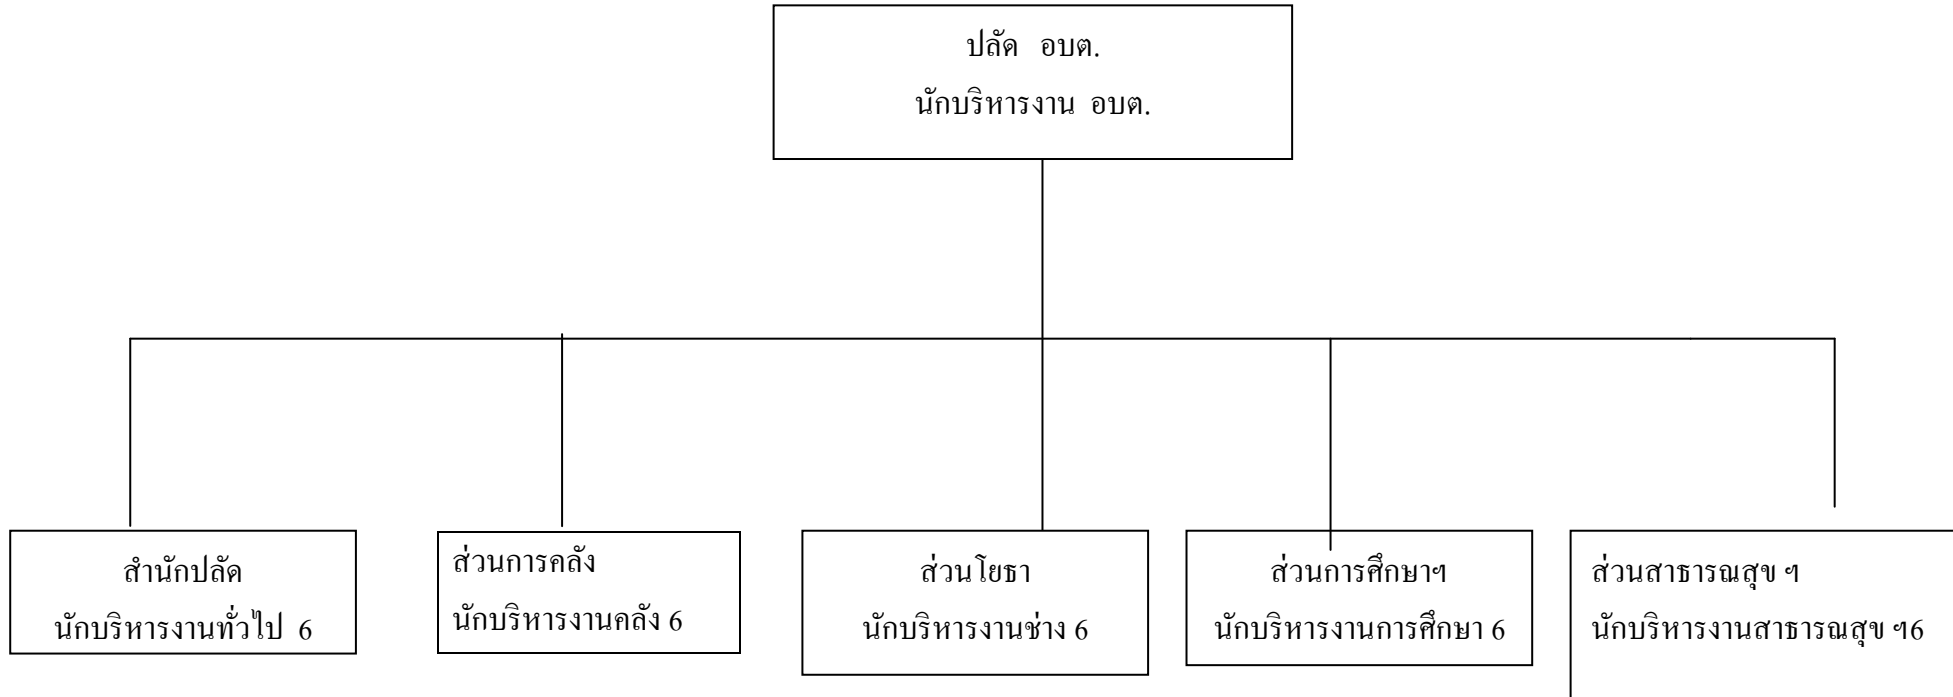 ปลัด อบต.
นักบริหารงาน อบต.
สำนักปลัด
นักบริหารงานทั่วไป 6
ส่วนการคลัง
นักบริหารงานคลัง 6
ส่วนโยธา
นักบริหารงานช่าง 6
ส่วนการศึกษาฯ
นักบริหารงานการศึกษา 6
ส่วนสาธารณสุข ฯ
นักบริหารงานสาธารณสุข ฯ6